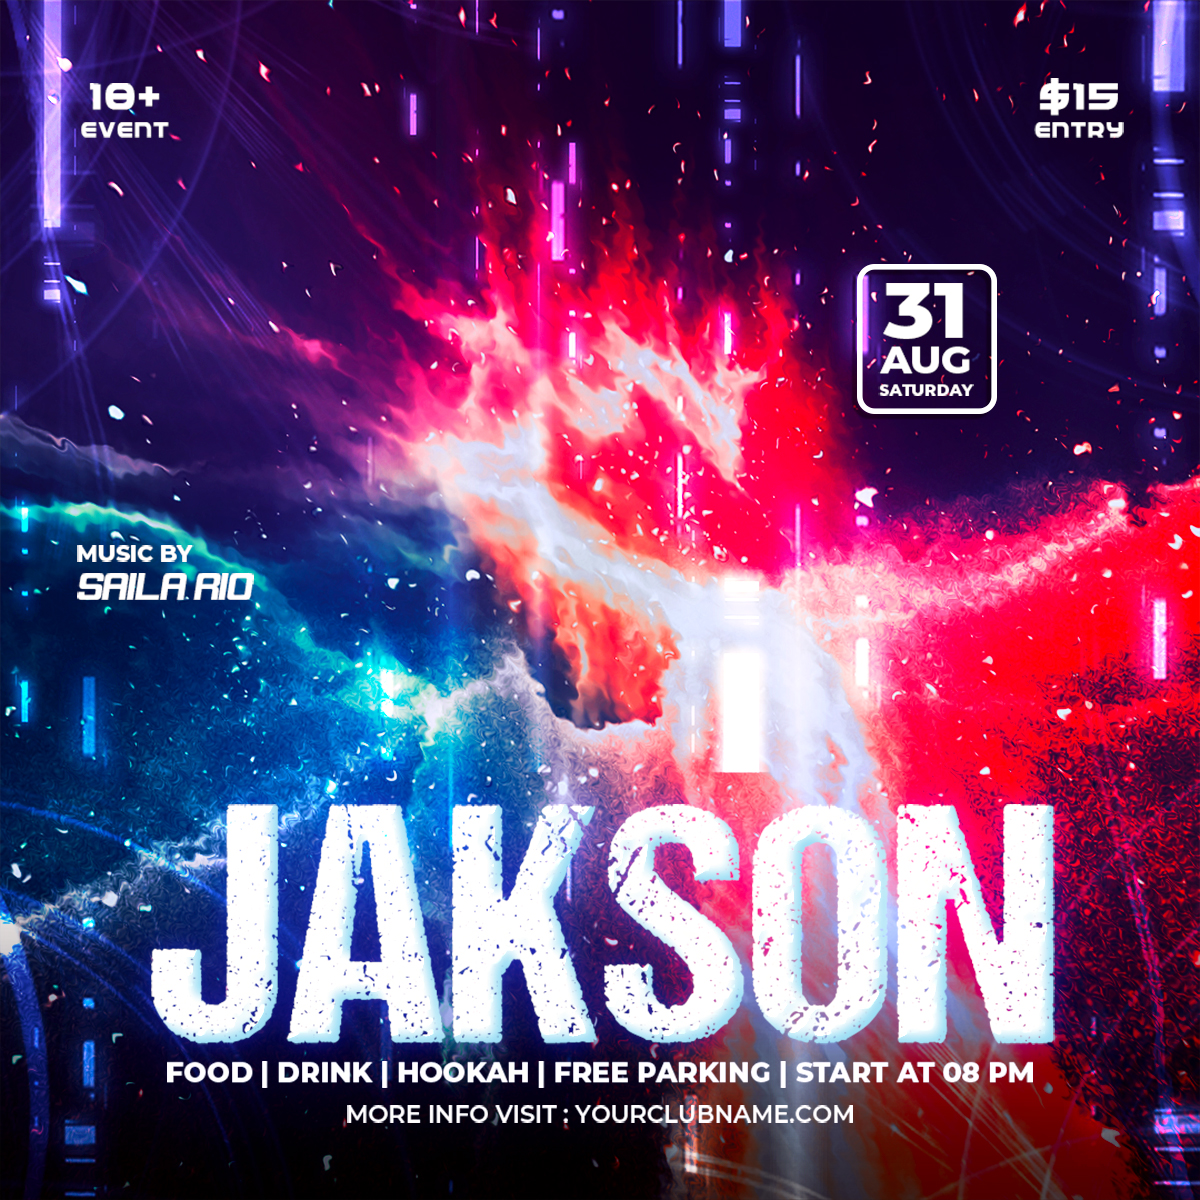 18+
EVENT
$15
ENTRY
31
AUG
SATURDAY
MUSIC BY
SAILA RIO
JAKSON
FOOD | DRINK | HOOKAH | FREE PARKING | START AT 08 PM
MORE INFO VISIT : YOURCLUBNAME.COM